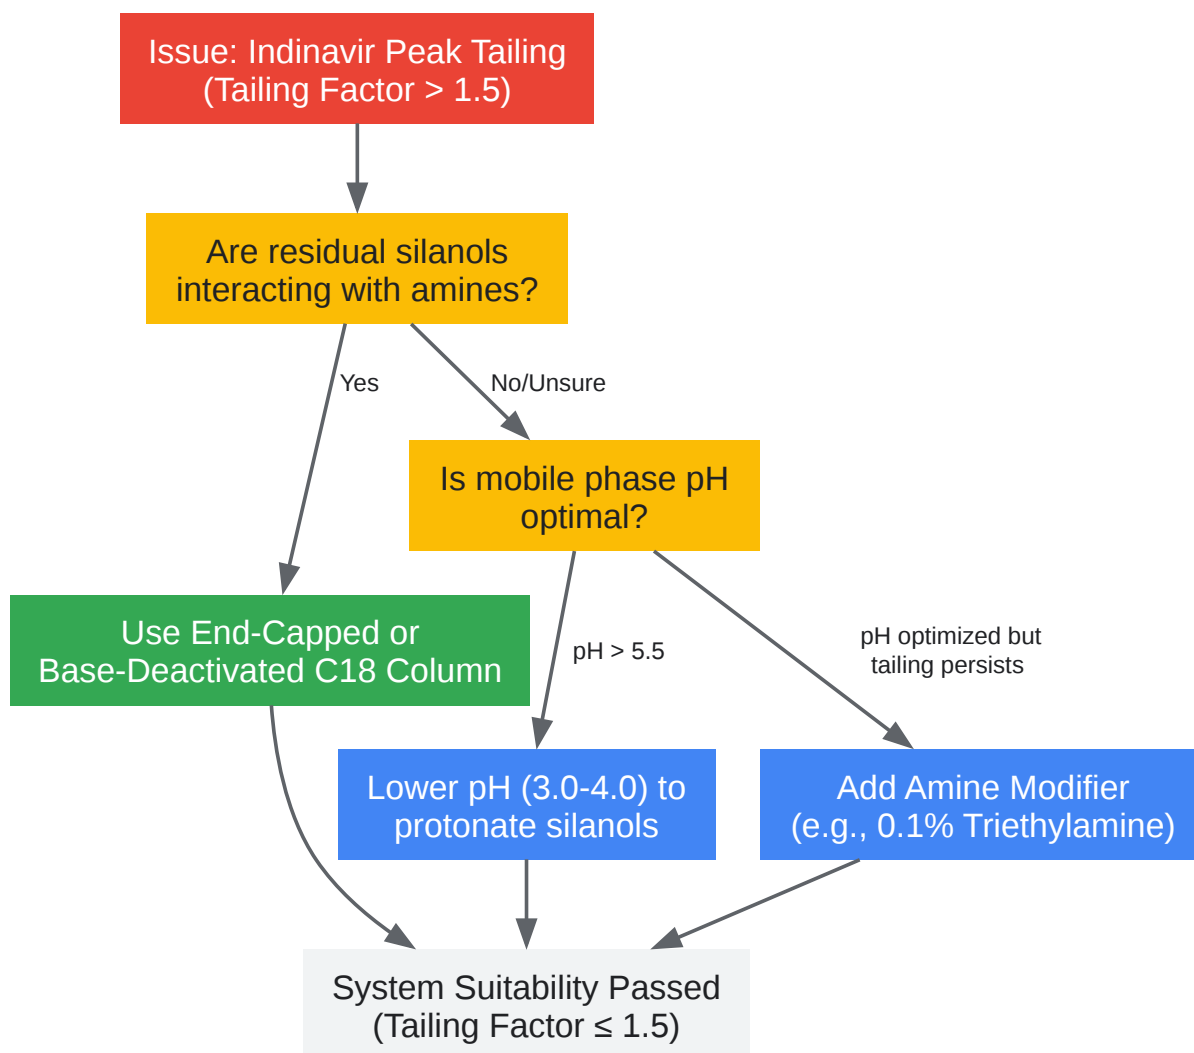 Issue: Indinavir Peak Tailing
(Tailing Factor > 1.5)
Are residual silanols
interacting with amines?
Yes
No/Unsure
Is mobile phase pH
optimal?
Use End-Capped or
Base-Deactivated C18 Column
pH > 5.5
pH optimized but
tailing persists
Lower pH (3.0-4.0) to
protonate silanols
Add Amine Modifier
(e.g., 0.1% Triethylamine)
System Suitability Passed
(Tailing Factor ≤ 1.5)